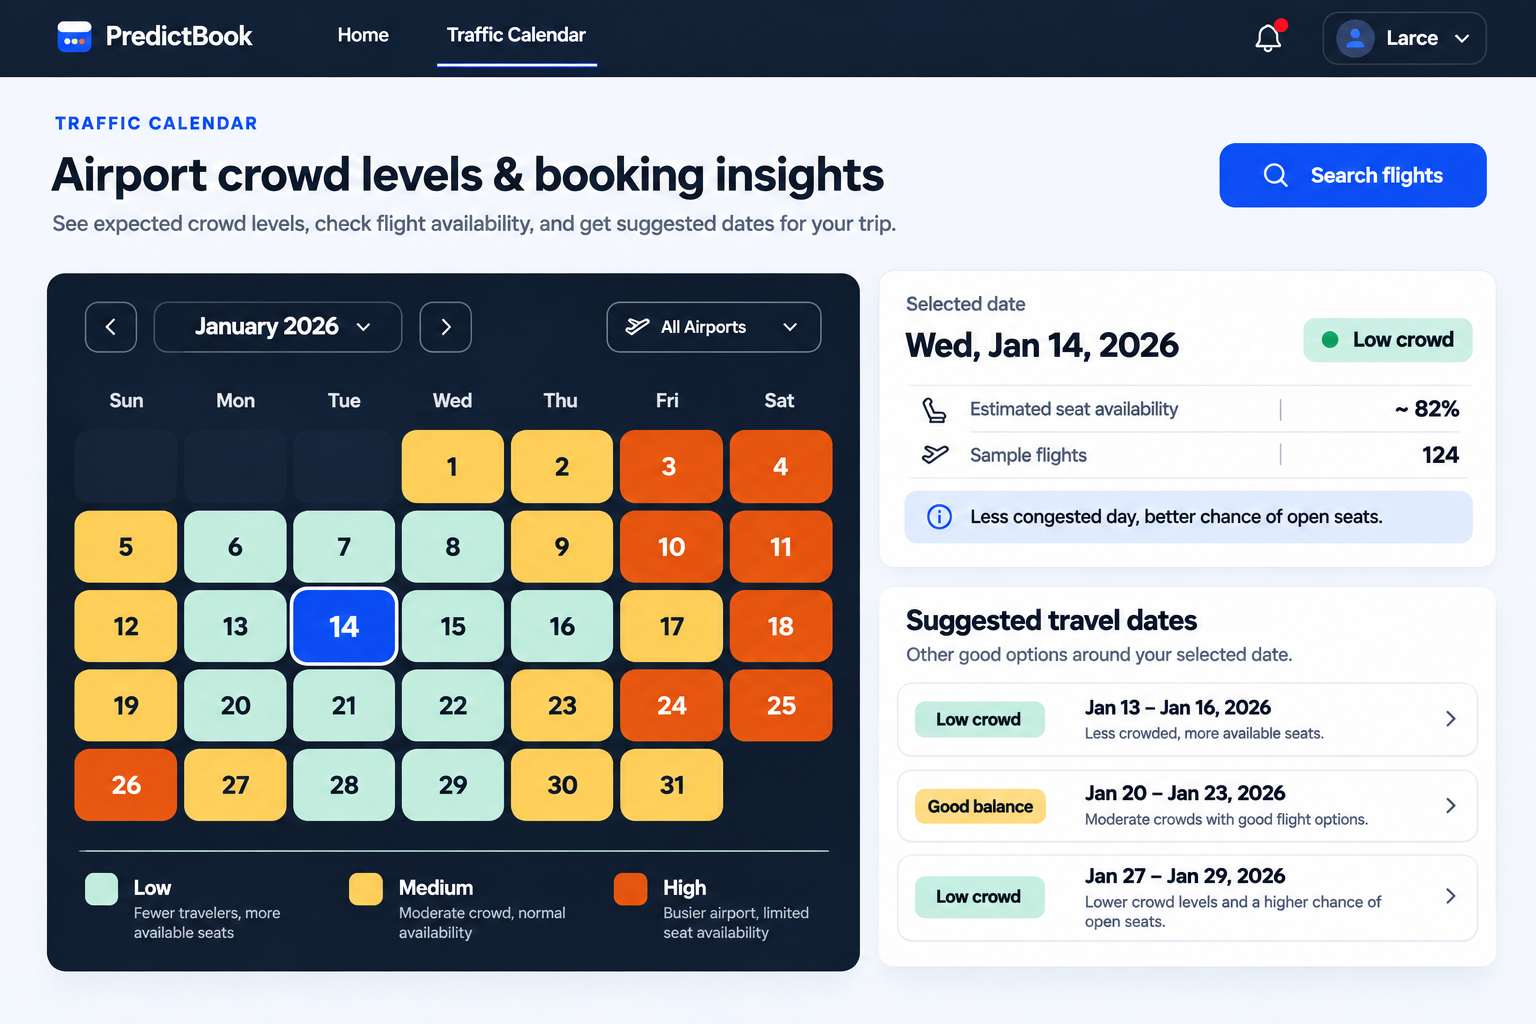 PredictBook
Home
Traffic Calendar
Larce
TRAFFIC CALENDAR
Airport crowd levels & booking insights
See expected crowd levels, check flight availability, and get suggested dates for your trip.
Search flights
January 2026
All Airports
Sun Mon Tue Wed Thu Fri Sat
1 2 3 4
5 6 7 8 9 10 11
12 13 14 15 16 17 18
19 20 21 22 23 24 25
26 27 28 29 30 31
Low
Fewer travelers, more
available seats
Medium
Moderate crowd, normal
availability
High
Busier airport, limited
seat availability
Selected date
Wed, Jan 14, 2026
Low crowd
Estimated seat availability ~ 82%
Sample flights 124
Less congested day, better chance of open seats.
Suggested travel dates
Other good options around your selected date.
Low crowd
Jan 13 – Jan 16, 2026
Less crowded, more available seats.
Good balance
Jan 20 – Jan 23, 2026
Moderate crowds with good flight options.
Low crowd
Jan 27 – Jan 29, 2026
Lower crowd levels and a higher chance of
open seats.